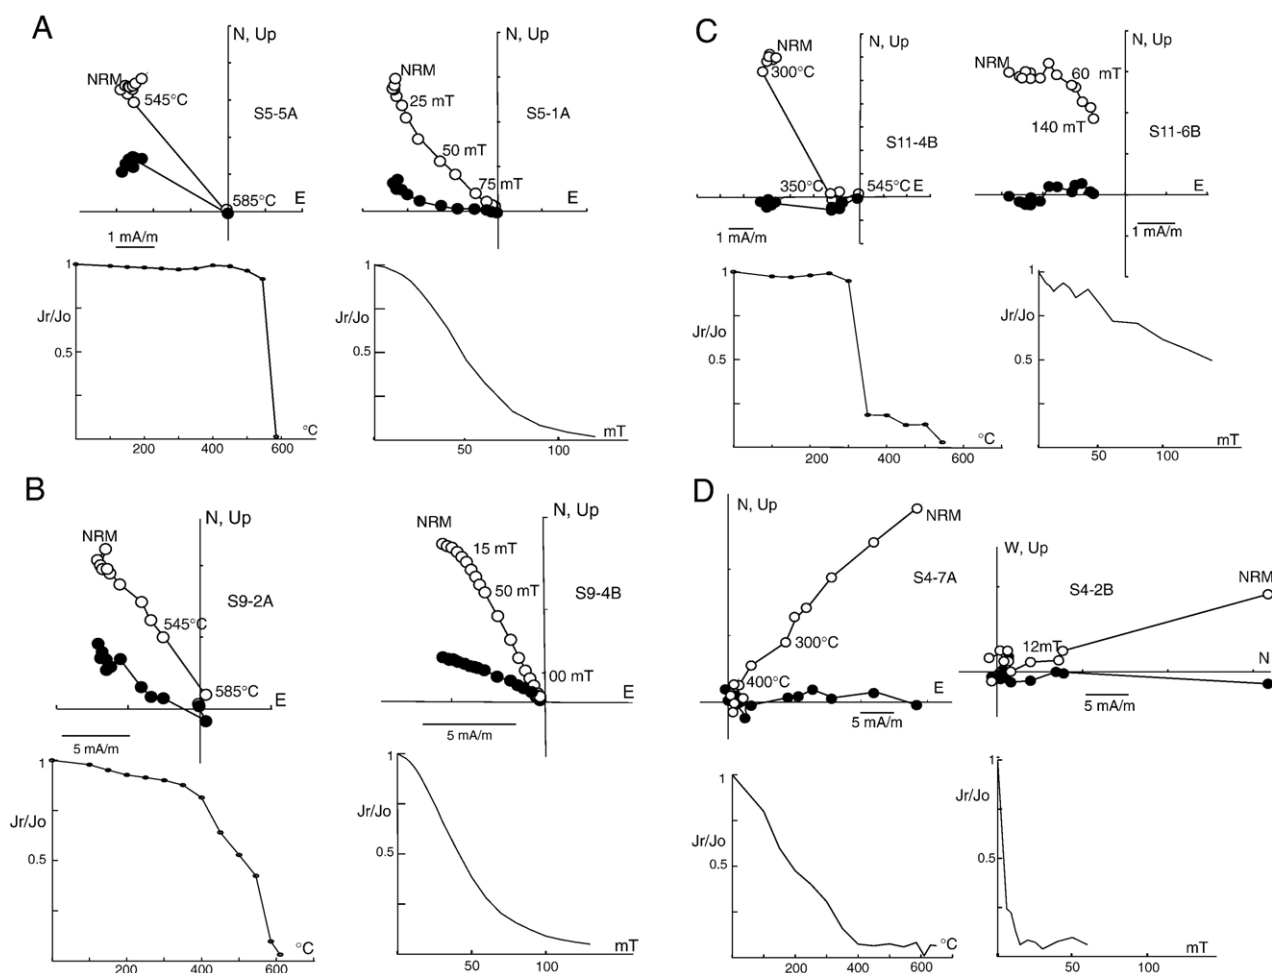 A
N, Up
NRM
545°C
S5-5A
E
585°C
1 mA/m
1
Jr/Jo
0.5
200
400
600
°C
N, Up
NRM
25 mT
S5-1A
50 mT
75 mT
E
Jr/Jo
1
0.5
50
100
mT
C
N, Up
NRM
300°C
S11-4B
350°C
545°C E
1 mA/m
1
Jr/Jo
0.5
200
400
600
°C
N, Up
NRM
60 mT
140 mT
S11-6B
E
1 mA/m
1
Jr/Jo
0.5
50
100
mT
B
N, Up
NRM
S9-2A
545°C
585°C
E
5 mA/m
1
Jr/Jo
0.5
200
400
600
°C
N, Up
NRM
15 mT
50 mT
S9-4B
100 mT
E
5 mA/m
1
Jr/Jo
0.5
50
100
mT
D
N, Up
NRM
S4-7A
300°C
400°C
E
5 mA/m
1
Jr/Jo
0.5
200
400
600
°C
W, Up
NRM
S4-2B
12mT
N
5 mA/m
1
Jr/Jo
0.5
50
100
mT